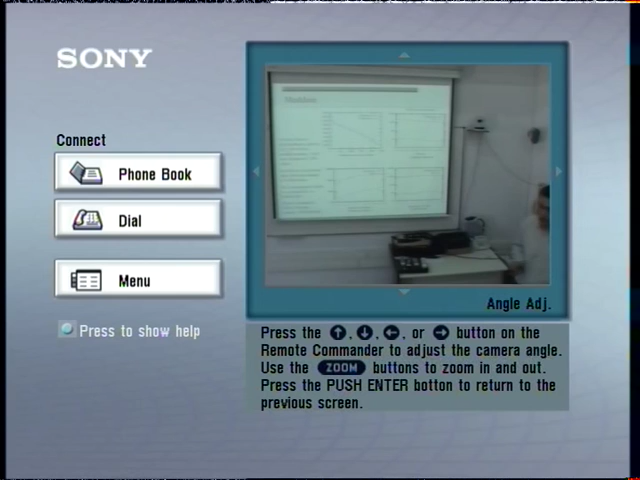 SONY
Connect
Phone Book
Dial
Menu
Press to show help
Angle Adj.
Press the , , , or button on the
Remote Commander to adjust the camera angle.
Use the ZOOM buttons to zoom in and out.
Press the PUSH ENTER botton to return to the
previous screen.